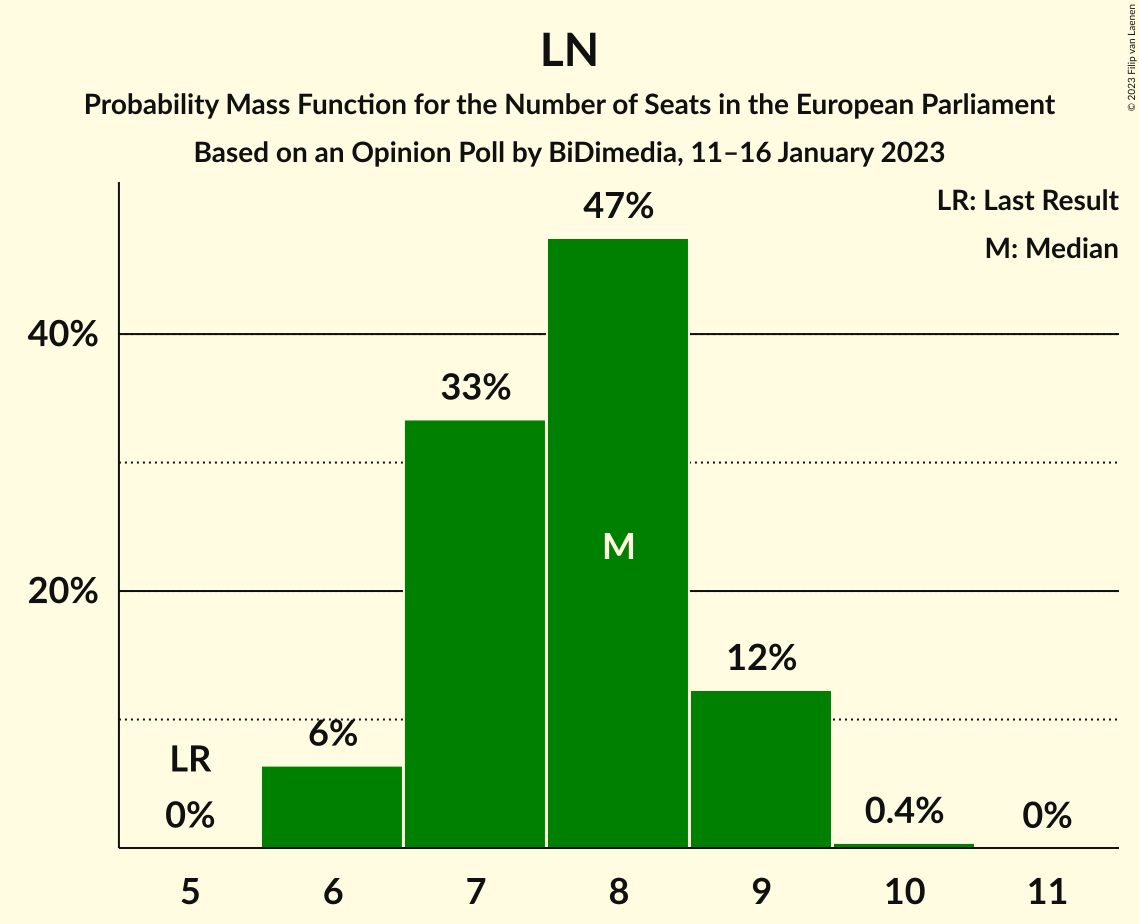 LN
Probability Mass Function for the Number of Seats in the European Parliament
Based on an Opinion Poll by BiDimedia, 11–16 January 2023
© 2023 Filip van Laenen
LR: Last Result
M: Median
47%
40%
33%
M
20%
12%
6%
LR
0%
0.4%
0%
5 6 7 8 9 10 11